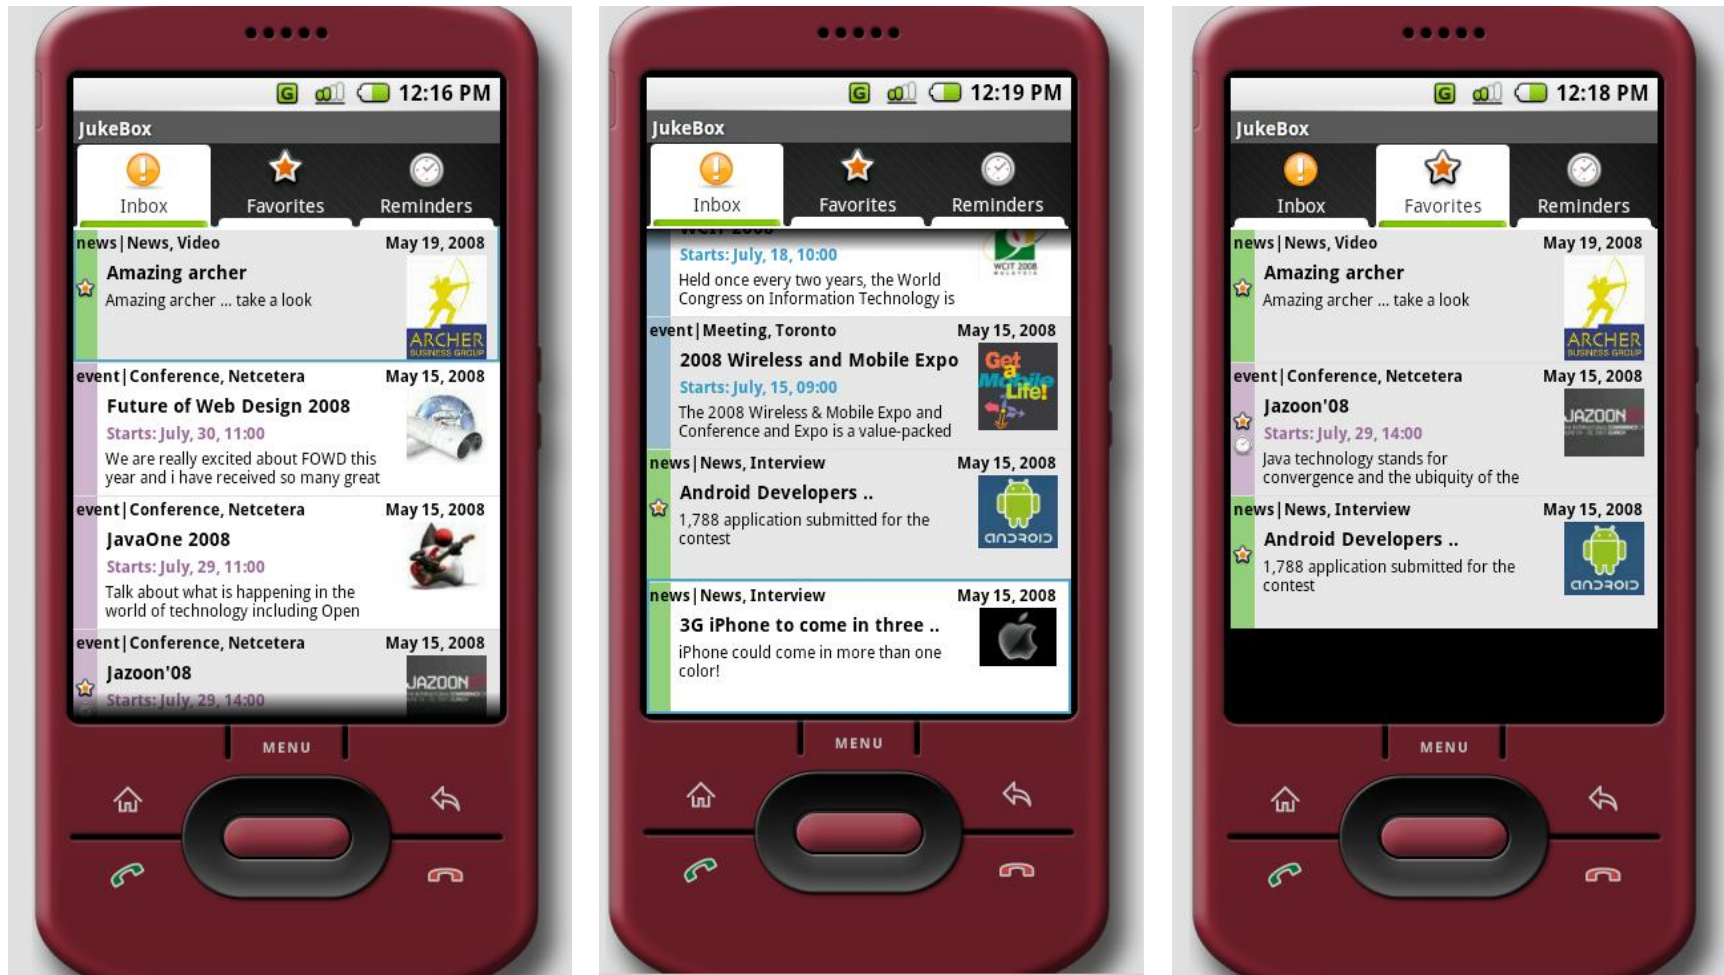 12:16 PM
JukeBox
Inbox Favorites Reminders
news|News, Video May 19, 2008
Amazing archer
Amazing archer ... take a look
ARCHER
BUSINESS GROUP
event|Conference, Netcetera May 15, 2008
Future of Web Design 2008
Starts: July, 30, 11:00
We are really excited about FOWD this
year and i have received so many great
event|Conference, Netcetera May 15, 2008
JavaOne 2008
Starts: July, 29, 11:00
Talk about what is happening in the
world of technology including Open
event|Conference, Netcetera May 15, 2008
Jazoon'08
JAZOON
Starts: July, 29, 14:00
MENU
12:19 PM
JukeBox
Inbox Favorites Reminders
WCIT 2008
Starts: July, 18, 10:00
WCIT 2008
MALAYSIA
Held once every two years, the World
Congress on Information Technology is
event|Meeting, Toronto May 15, 2008
2008 Wireless and Mobile Expo
Get
a
Mobile
Life!
Starts: July, 15, 09:00
The 2008 Wireless & Mobile Expo and
Conference and Expo is a value-packed
news|News, Interview May 15, 2008
Android Developers ..
1,788 application submitted for the
contest
ANDROID
news|News, Interview May 15, 2008
3G iPhone to come in three ..
iPhone could come in more than one
color!
MENU
12:18 PM
JukeBox
Inbox Favorites Reminders
news|News, Video May 19, 2008
Amazing archer
Amazing archer ... take a look
ARCHER
BUSINESS GROUP
event|Conference, Netcetera May 15, 2008
Jazoon'08
JAZOON
Starts: July, 29, 14:00
Java technology stands for
convergence and the ubiquity of the
news|News, Interview May 15, 2008
Android Developers ..
1,788 application submitted for the
contest
ANDROID
MENU